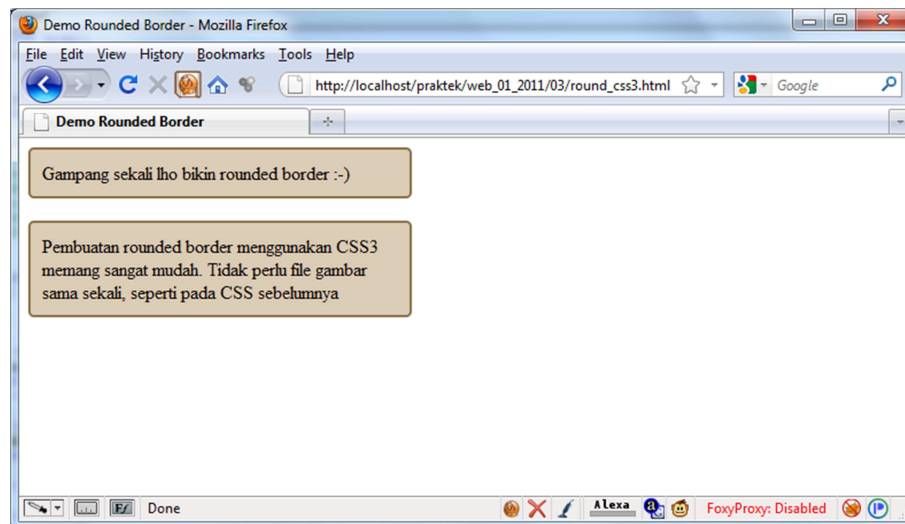 Demo Rounded Border - Mozilla Firefox
File Edit View History Bookmarks Tools Help
http://localhost/praktek/web_01_2011/03/round_css3.html
Google
Demo Rounded Border
Gampang sekali lho bikin rounded border :-)
Pembuatan rounded border menggunakan CSS3
memang sangat mudah. Tidak perlu file gambar
sama sekali, seperti pada CSS sebelumnya
Done
Alexa
FoxyProxy: Disabled